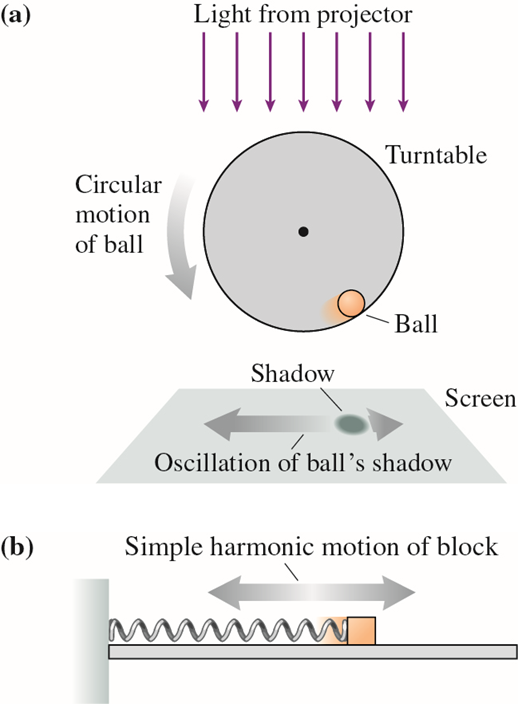 (a)
Light from projector
Turntable
Circular
motion
of ball
Ball
Shadow
Screen
Oscillation of ball's shadow
(b)
Simple harmonic motion of block